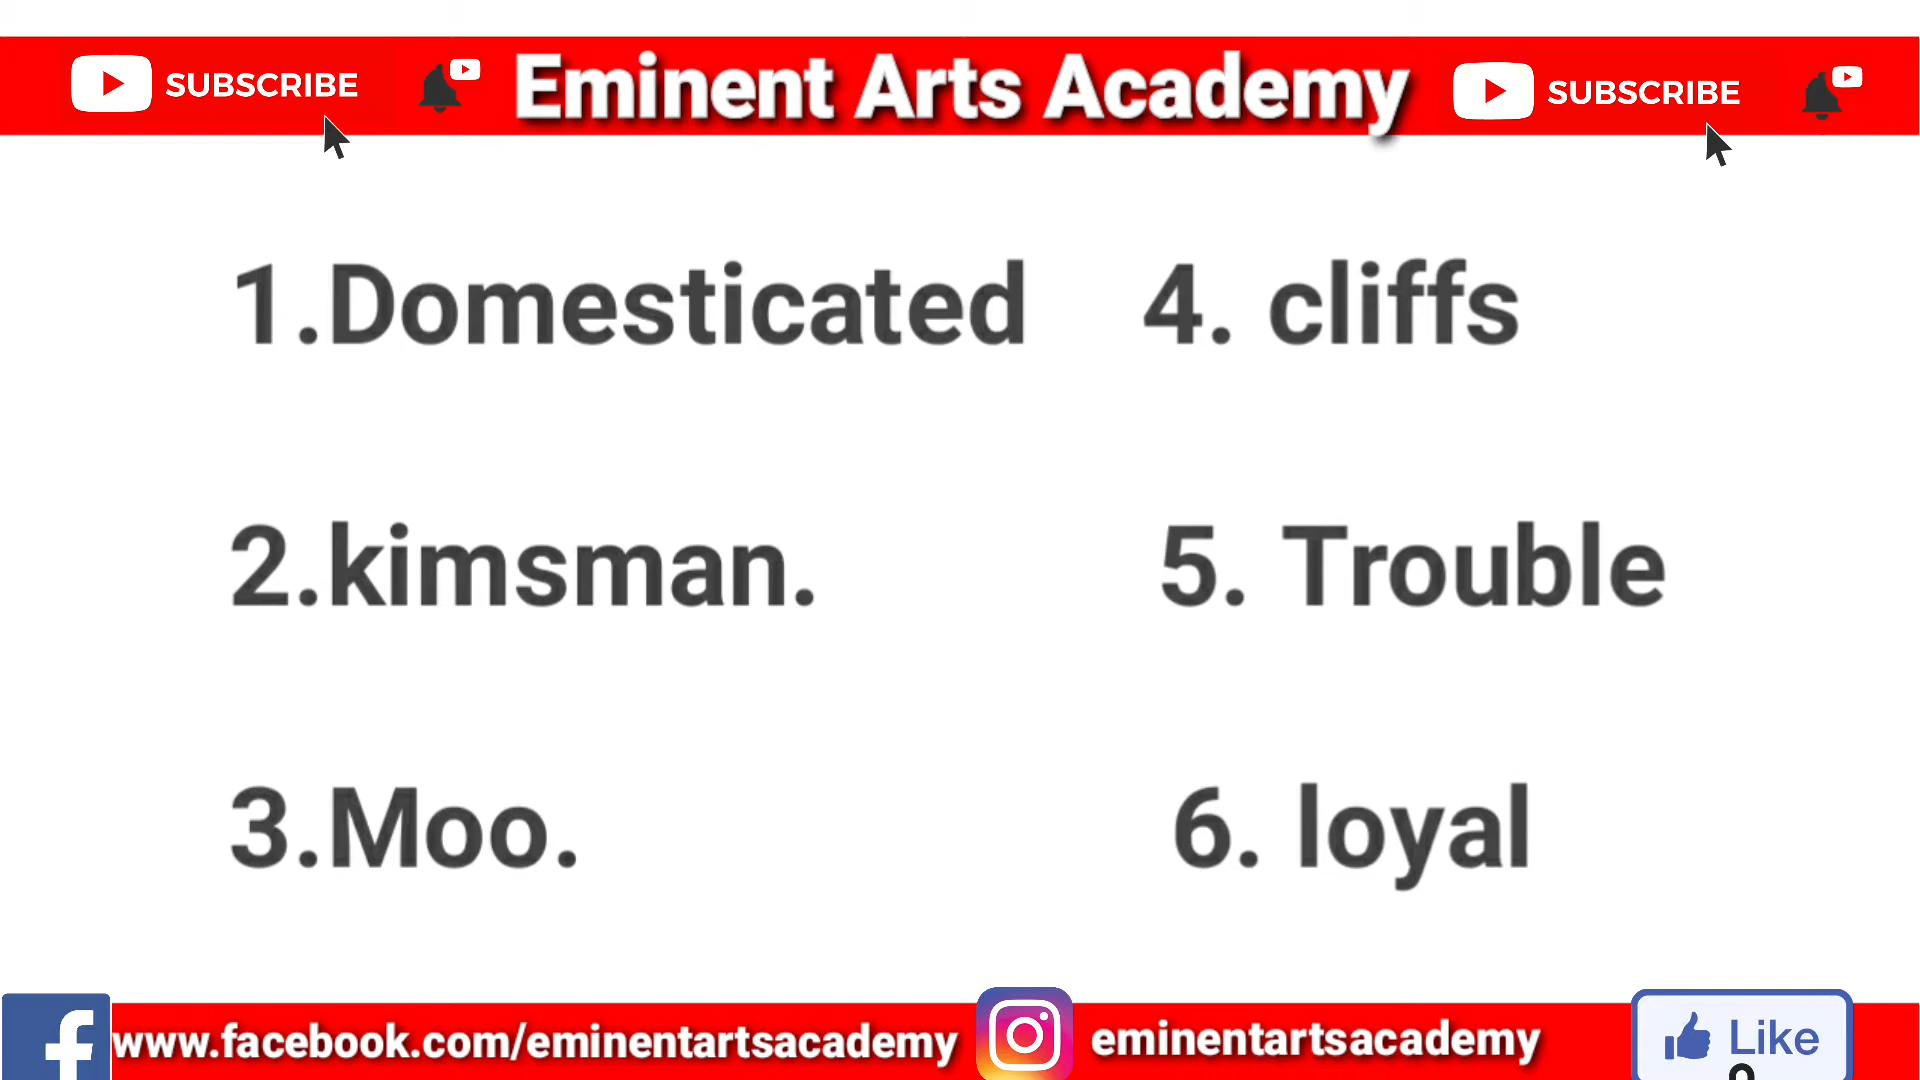 SUBSCRIBE Eminent Arts Academy SUBSCRIBE
1.Domesticated
2.kimsman.
3.Moo.
4. cliffs
5. Trouble
6. loyal
www.facebook.com/eminentartsacademy eminentartsacademy Like